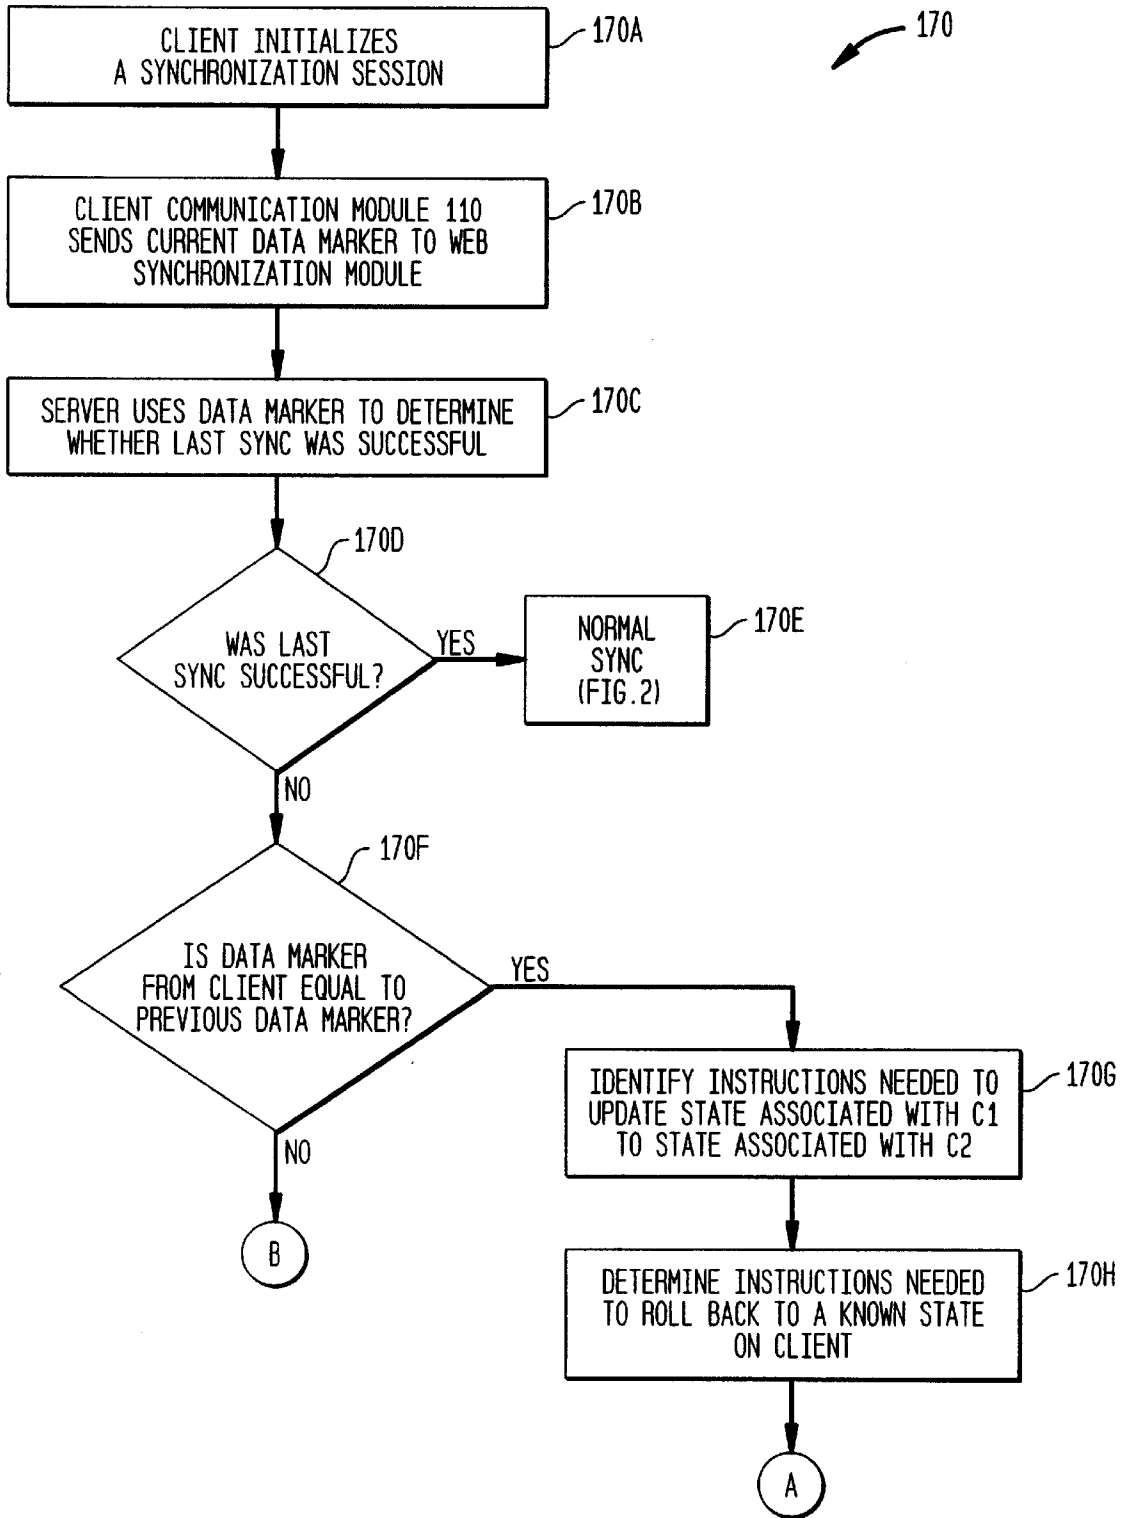 CLIENT INITIALIZES
A SYNCHRONIZATION SESSION
170A
170
CLIENT COMMUNICATION MODULE 110
SENDS CURRENT DATA MARKER TO WEB
SYNCHRONIZATION MODULE
170B
SERVER USES DATA MARKER TO DETERMINE
WHETHER LAST SYNC WAS SUCCESSFUL
170C
170D
WAS LAST
SYNC SUCCESSFUL?
YES
NORMAL
SYNC
(FIG.2)
170E
NO
170F
IS DATA MARKER
FROM CLIENT EQUAL TO
PREVIOUS DATA MARKER?
YES
IDENTIFY INSTRUCTIONS NEEDED TO
UPDATE STATE ASSOCIATED WITH C1
TO STATE ASSOCIATED WITH C2
170G
NO
B
DETERMINE INSTRUCTIONS NEEDED
TO ROLL BACK TO A KNOWN STATE
ON CLIENT
170H
A